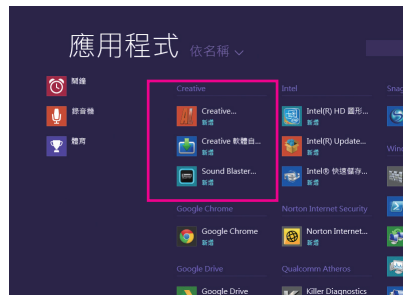 應用程式 依名稱
鬧鐘
錄音機
體育
Creative
Creative...
新增
Creative 軟體自...
新增
Sound Blaster...
新增
Google Chrome
Google Chrome
新增
Google Drive
Google Drive
Intel
Intel(R) HD 圖形...
新增
Intel(R) Update...
新增
Intel® 快速儲存...
新增
Norton Internet Security
Norton Internet...
新增
Qualcomm Atheros
Killer Diagnostics
Snag
Wind